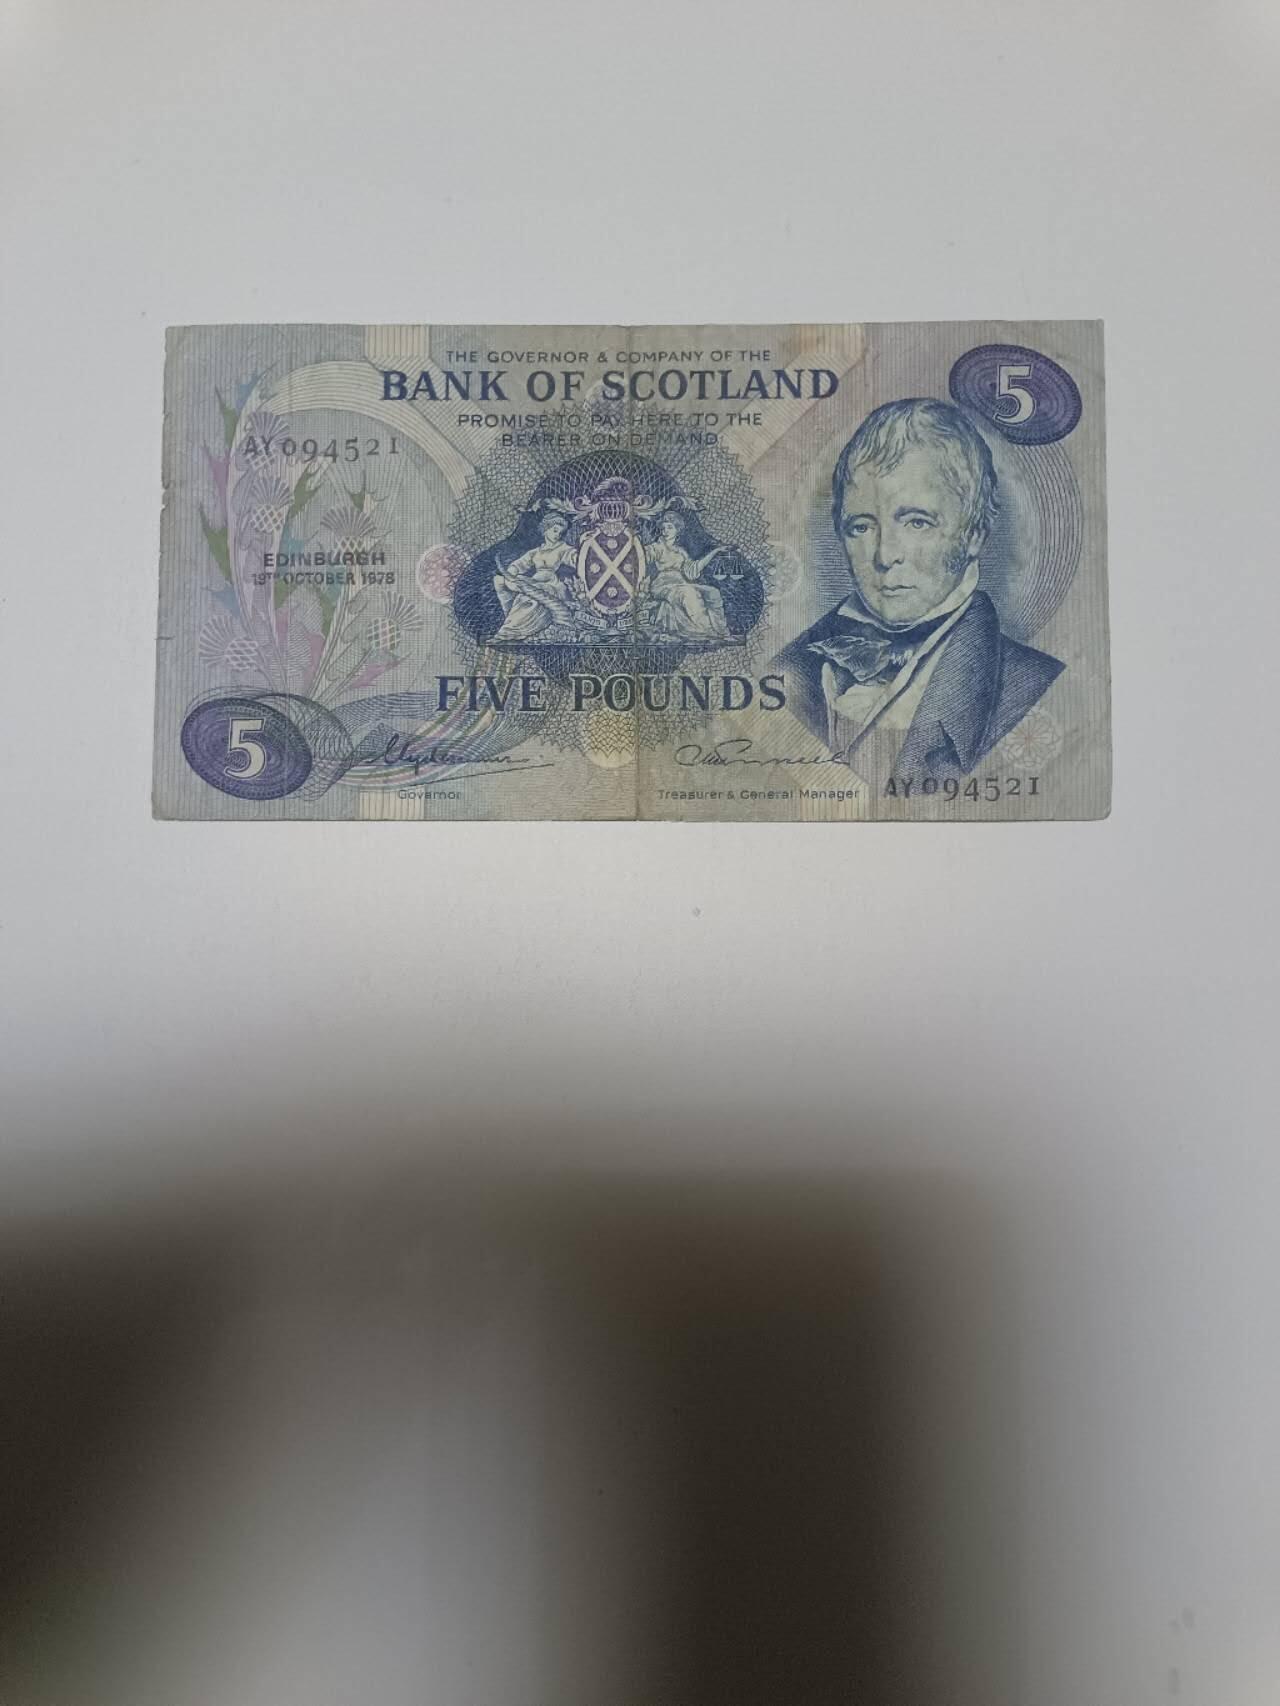 THE GOVERNOR & COMPANY OF THE
BANK OF SCOTLAND
PROMISE TO PAY HERE TO THE
BEARER ON DEMAND
5
AY 094521
EDINBURGH
19TH OCTOBER 1978
FIVE POUNDS
5
Governor
Treasurer & General Manager
AY 094521